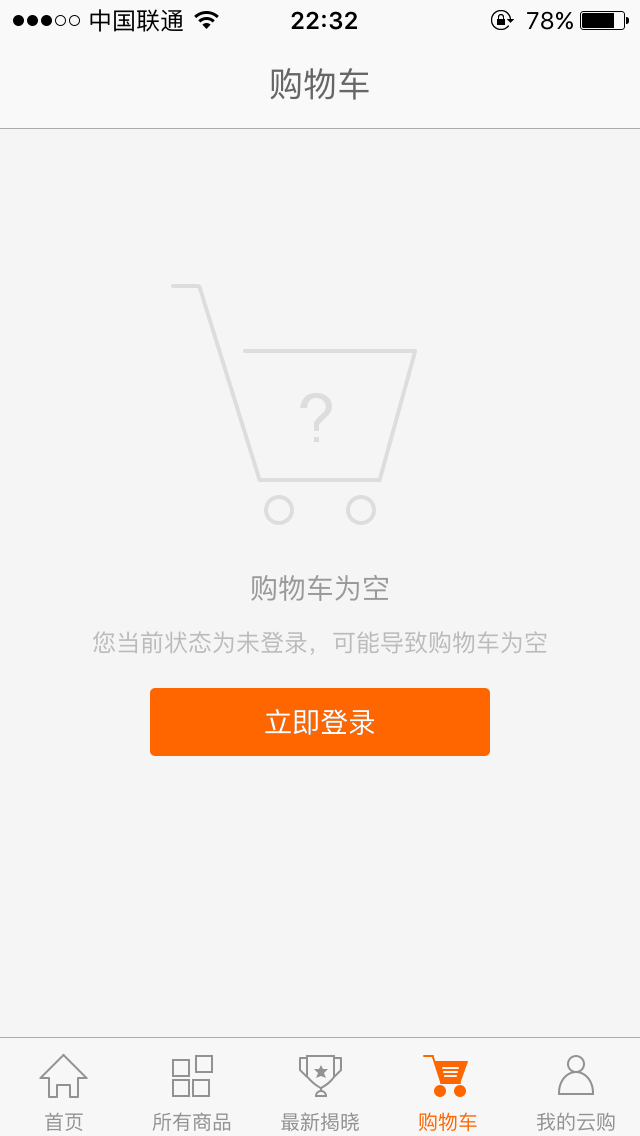 中国联通 22:32 78%
购物车
?
购物车为空
您当前状态为未登录，可能导致购物车为空
立即登录
首页 所有商品 最新揭晓 购物车 我的云购